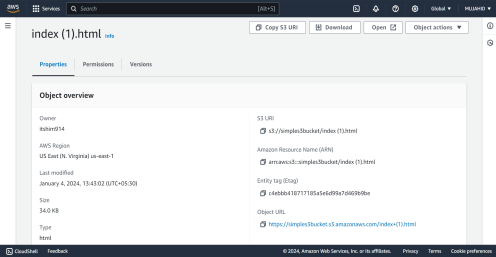 aws
Services
Search
[Alt+S]
Global ▼
MUJAHID ▼
index (1).html Info
Copy S3 URI
Download
Open
Object actions ▼
Properties
Permissions
Versions
Object overview
Owner
itshim914
AWS Region
US East (N. Virginia) us-east-1
Last modified
January 4, 2024, 13:43:02 (UTC+05:30)
Size
34.0 KB
Type
html
S3 URI
s3://simples3bucket/index (1).html
Amazon Resource Name (ARN)
arn:aws:s3:::simples3bucket/index (1).html
Entity tag (Etag)
c4ebbb418717185a5e6d99a7d469b9be
Object URL
https://simples3bucket.s3.amazonaws.com/index+(1).html
CloudShell
Feedback
© 2024, Amazon Web Services, Inc. or its affiliates.
Privacy
Terms
Cookie preferences